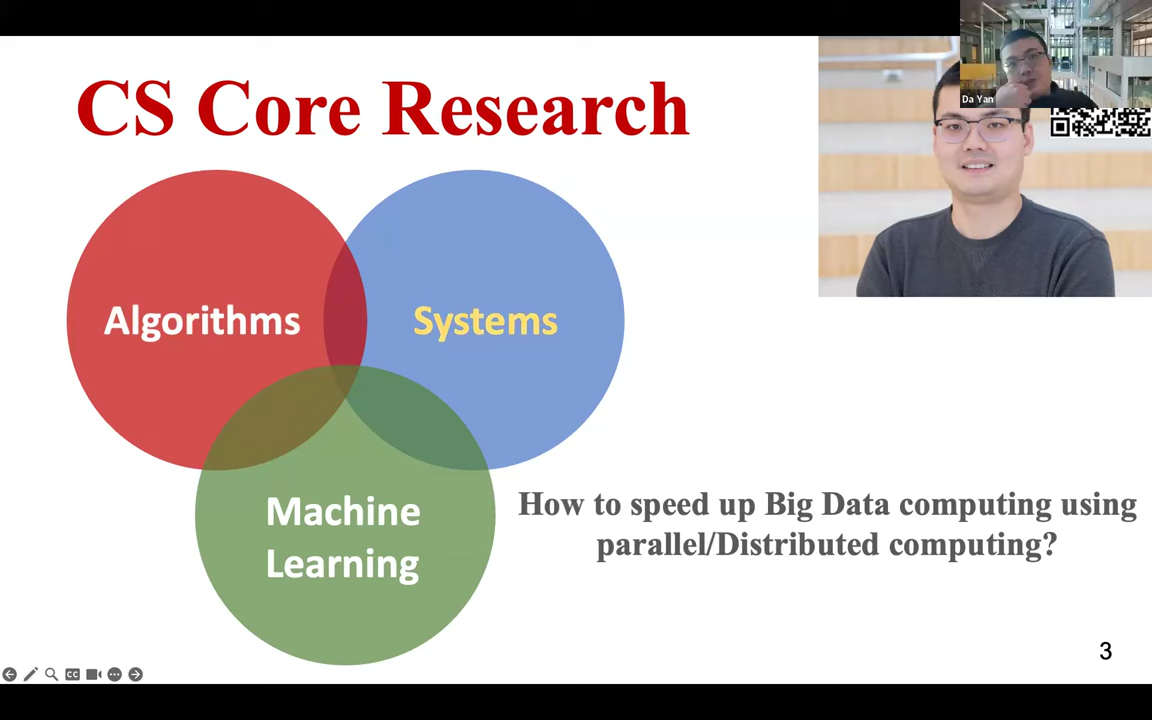 CS Core Research
Da Yan
Algorithms
Systems
Machine
Learning
How to speed up Big Data computing using
parallel/Distributed computing?
3
CC